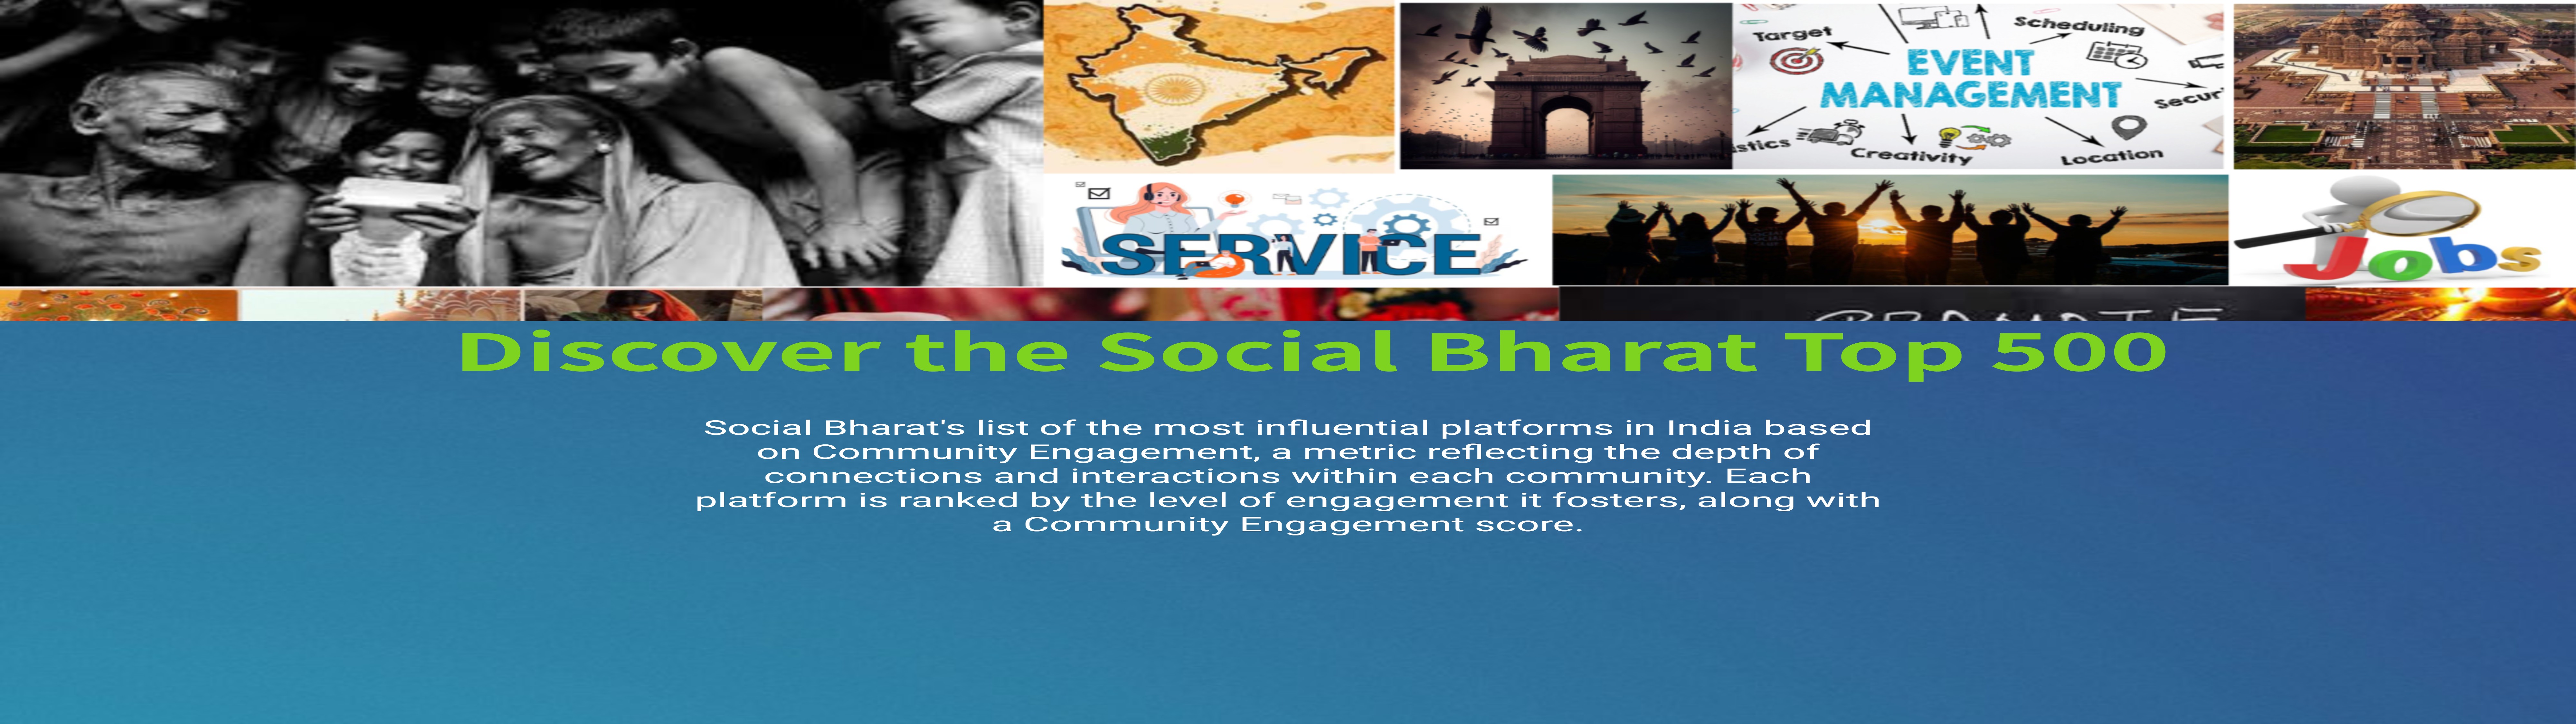 Target
Scheduling
EVENT
MANAGEMENT
Creativity
Location
SERVICE
Jobs
Discover the Social Bharat Top 500
Social Bharat's list of the most influential platforms in India based
on Community Engagement, a metric reflecting the depth of
connections and interactions within each community. Each
platform is ranked by the level of engagement it fosters, along with
a Community Engagement score.